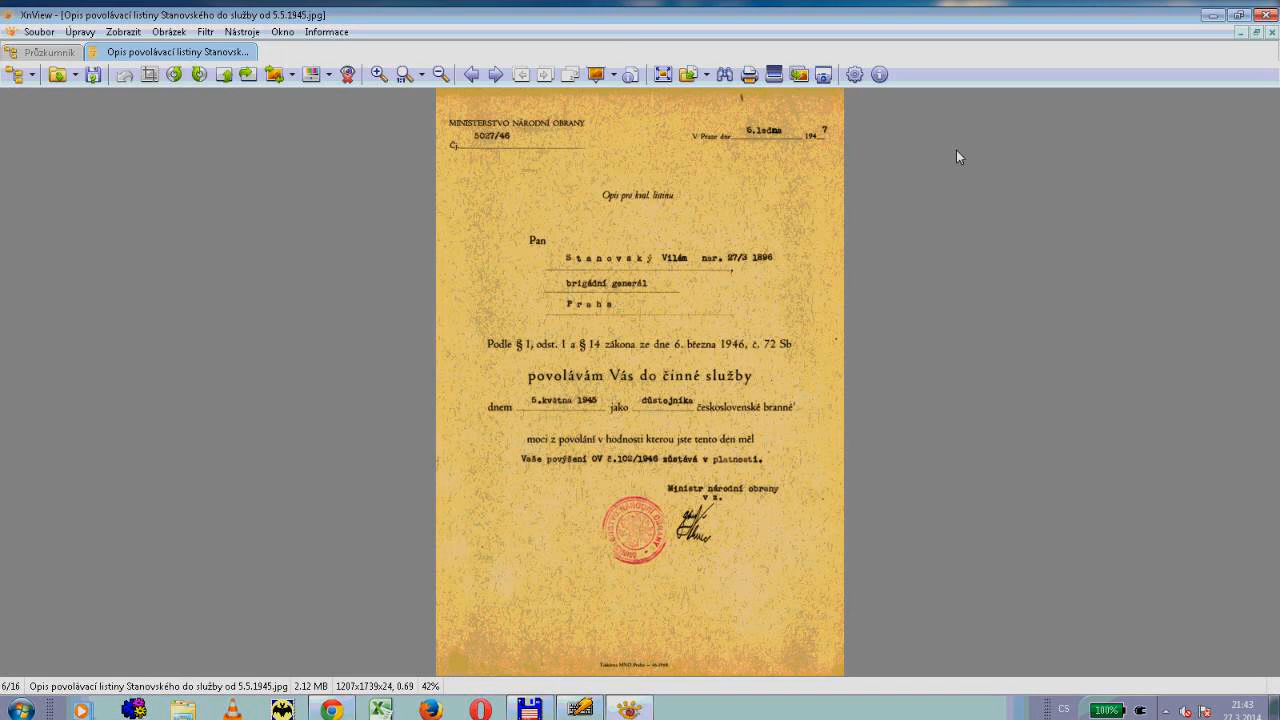 XnView - [Opis povolávací listiny Stanovského do služby od 5.5.1945.jpg]
Soubor Úpravy Zobrazit Obrázek Filtr Nástroje Okno Informace
Průzkumník Opis povolávací listiny Stanovsk...
MINISTERSTVO NÁRODNÍ OBRANY
5027/46
Čj.
V Praze dne 6.ledna 194 7
Opis pro kval. listinu
Pan
Stanovský Vilém nar. 27/3 1896
brigádní generál
Praha
Podle § 1, odst. 1 a § 14 zákona ze dne 6. března 1946, č. 72 Sb
povolávám Vás do činné služby
dnem 5.května 1945 jako důstojníka československé branné
moci z povolání v hodnosti kterou jste tento den měl
Vaše povýšení OV č.102/1946 zůstává v platnosti.
Ministr národní obrany
v z.
MINISTERSTVO NÁRODNÍ OBRANY
6/16 Opis povolávací listiny Stanovského do služby od 5.5.1945.jpg 2.12 MB 1207x1739x24, 0.69 42%
CS 100% 21:43
27.3.2014